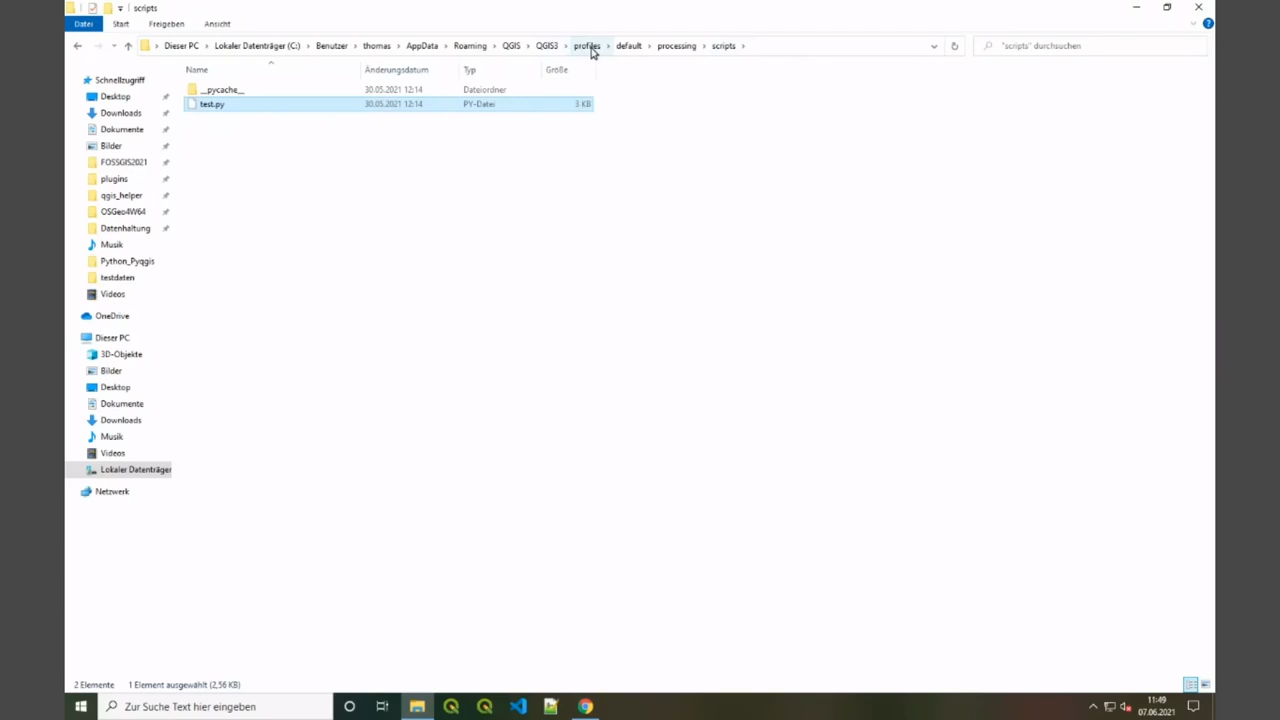 scripts
Datei Start Freigeben Ansicht
Dieser PC Lokaler Datenträger (C:) Benutzer thomas AppData Roaming QGIS QGIS3 profiles default processing scripts
"scripts" durchsuchen
Name Änderungsdatum Typ Größe
__pycache__ 30.05.2021 12:14 Dateiordner
test.py 30.05.2021 12:14 PY-Datei 3 KB
Schnellzugriff
Desktop
Downloads
Dokumente
Bilder
FOSSGIS2021
plugins
qgis_helper
OSGeo4W64
Datenhaltung
Musik
Python_Pyqgis
testdaten
Videos
OneDrive
Dieser PC
3D-Objekte
Bilder
Desktop
Dokumente
Downloads
Musik
Videos
Lokaler Datenträger
Netzwerk
2 Elemente 1 Element ausgewählt (2,56 KB)
Zur Suche Text hier eingeben
11:49
07.06.2021